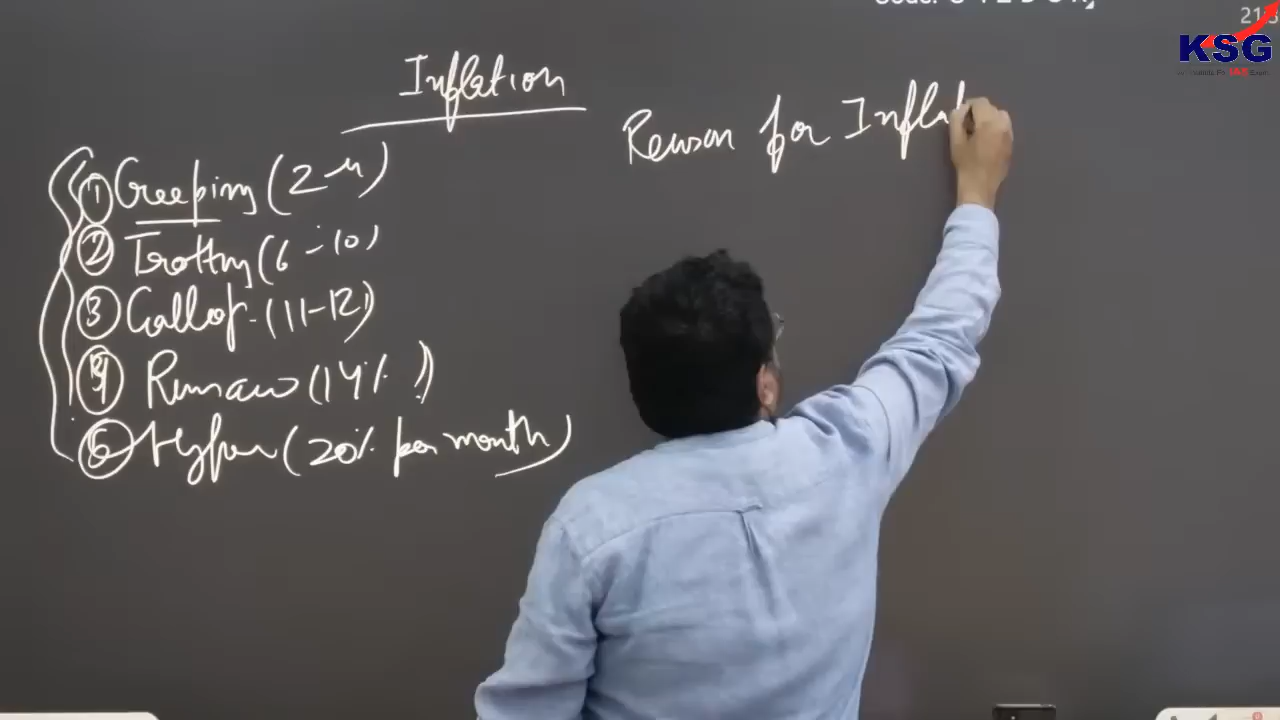 KSG
Inflation
Reason for Infla
① Creeping (2-4)
② Trotting (6-10)
③ Gallop. (11-12)
④ Runaw (14%)
⑤ Hyper (20% per month)